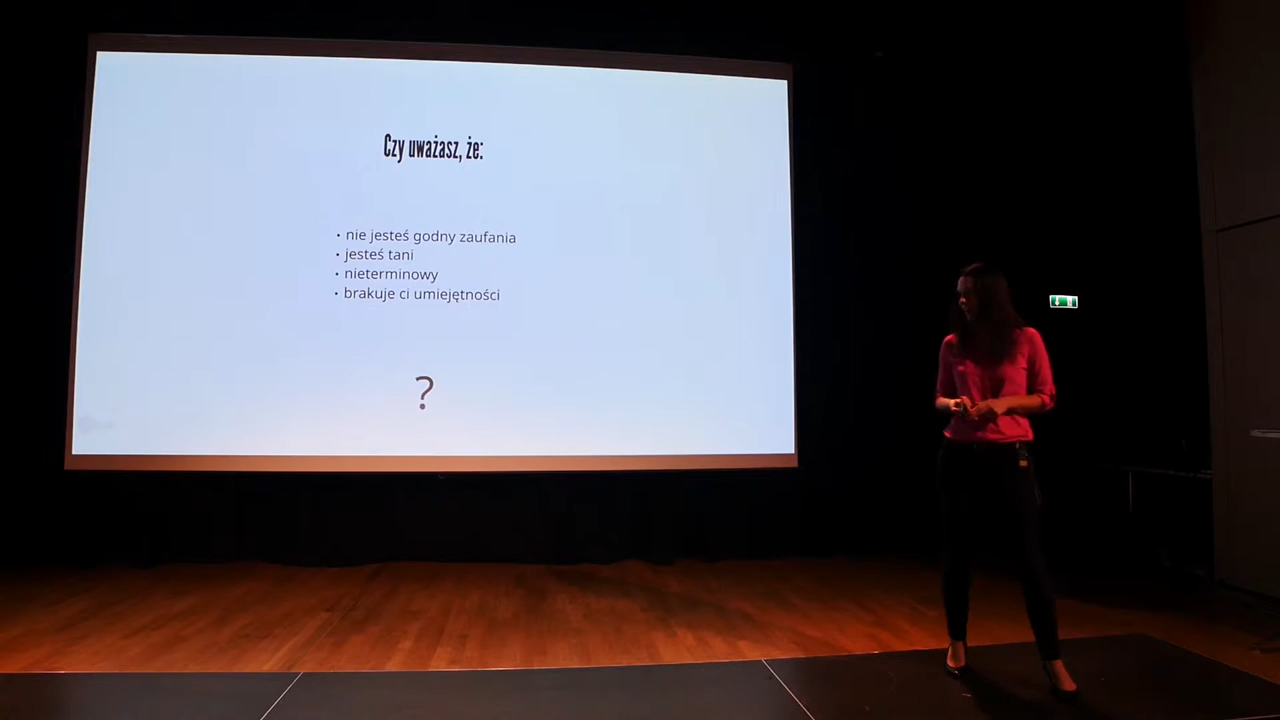 Czy uważasz, że:
• nie jesteś godny zaufania
• jesteś tani
• nieterminowy
• brakuje ci umiejętności
?